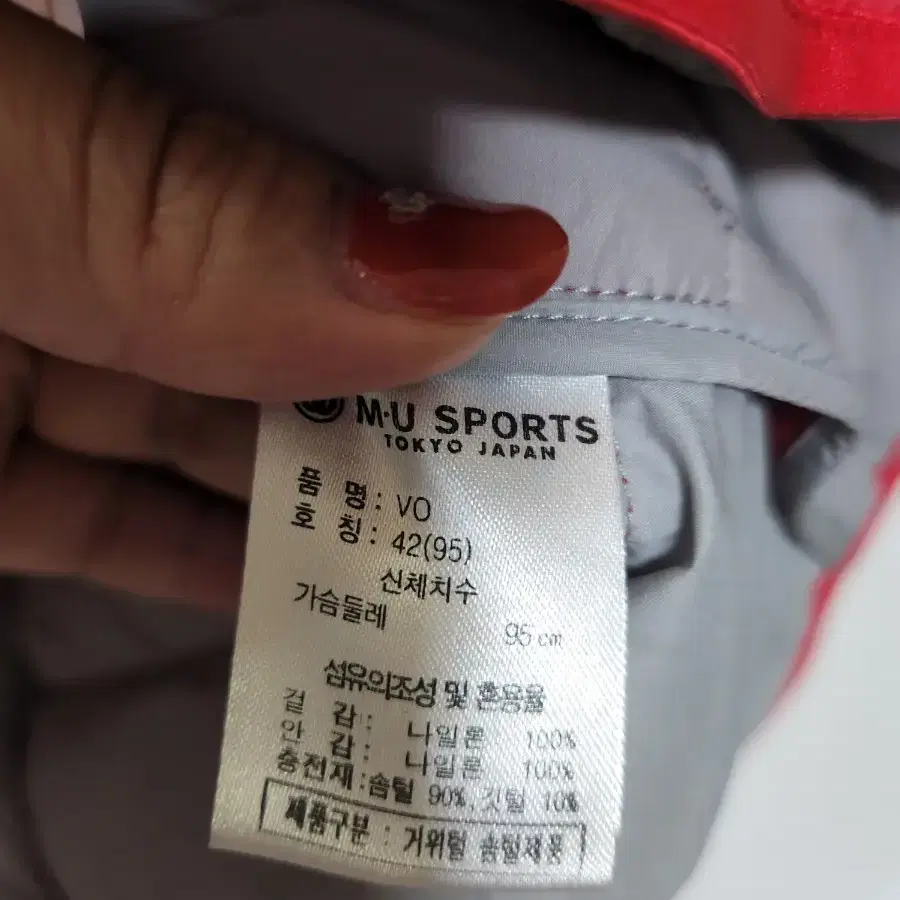 M·U SPORTS
TOKYO JAPAN
품 명 : VO
호 칭 : 42(95)
신체치수
가슴둘레 95 cm
섬유의조성 및 혼용율
겉 감 : 나일론 100%
안 감 : 나일론 100%
충전재 : 솜털 90%, 깃털 10%
제품구분 : 거위털 솜털제품